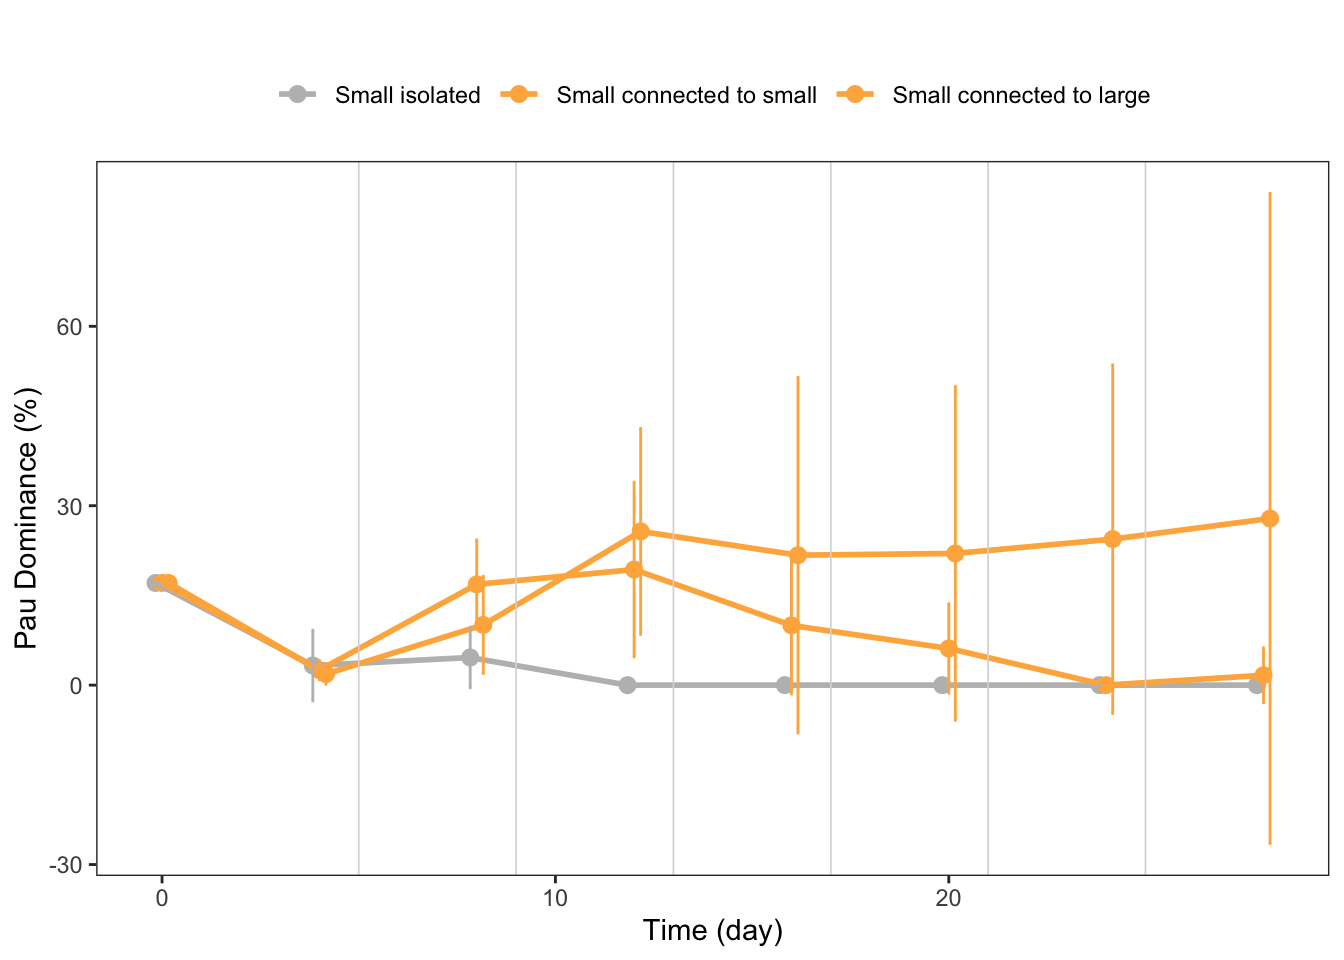 Small isolated Small connected to small Small connected to large
Pau Dominance (%)
60
30
0
-30
0 10 20
Time (day)